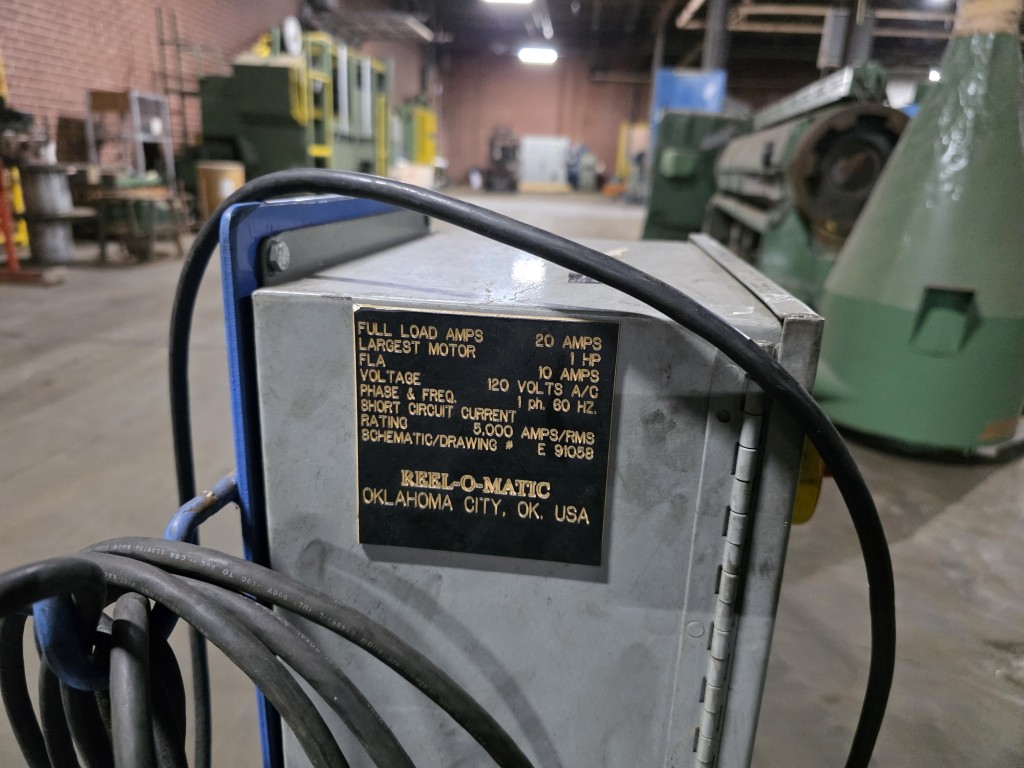 FULL LOAD AMPS 20 AMPS
LARGEST MOTOR 1 HP
FLA 10 AMPS
VOLTAGE 120 VOLTS A/C
PHASE & FREQ. 1 ph. 60 HZ.
SHORT CIRCUIT CURRENT
RATING 5,000 AMPS/RMS
SCHEMATIC/DRAWING # E 91058
REEL-O-MATIC
OKLAHOMA CITY, OK. USA